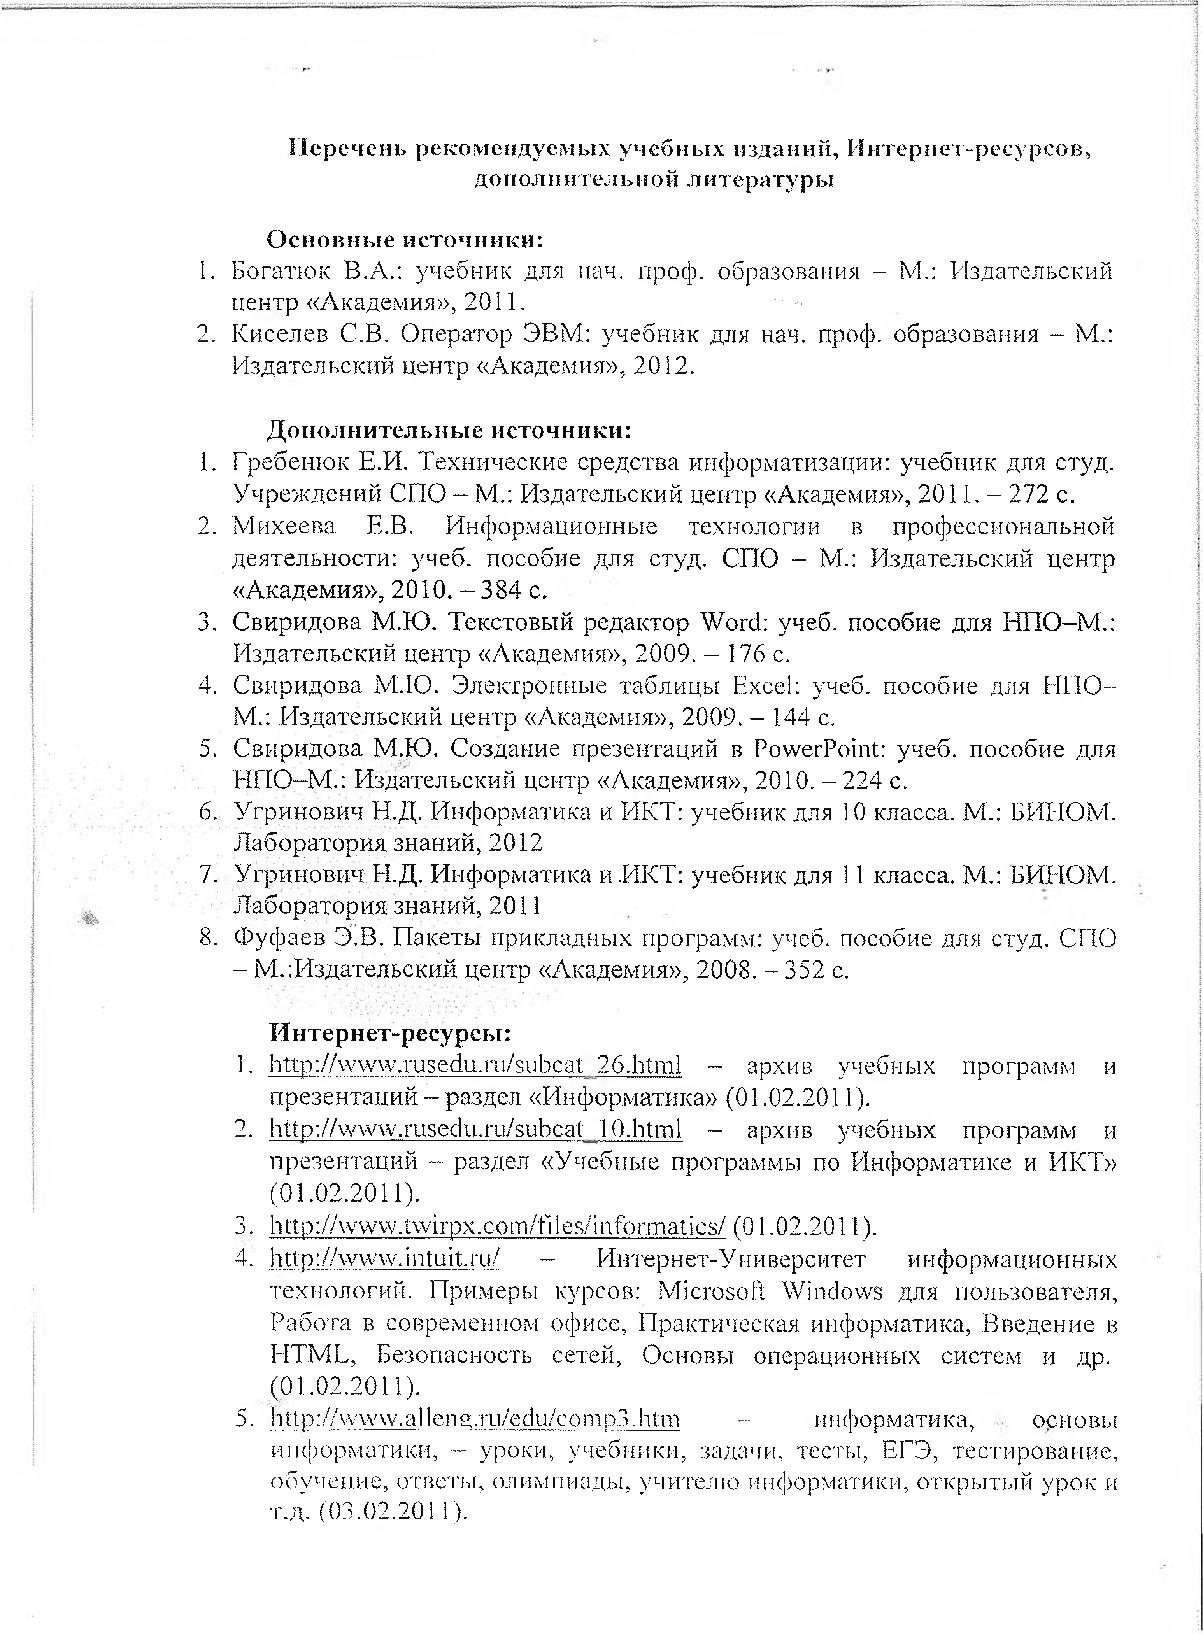 Перечень рекомендуемых учебных изданий, Интернет-ресурсов,
дополнительной литературы
Основные источники:
1. Богатюк В.А.: учебник для нач. проф. образования – М.: Издательский
центр «Академия», 2011.
2. Киселев С.В. Оператор ЭВМ: учебник для нач. проф. образования – М.:
Издательский центр «Академия», 2012.
Дополнительные источники:
1. Гребенюк Е.И. Технические средства информатизации: учебник для студ.
Учреждений СПО – М.: Издательский центр «Академия», 2011. – 272 с.
2. Михеева Е.В. Информационные технологии в профессиональной
деятельности: учеб. пособие для студ. СПО – М.: Издательский центр
«Академия», 2010. – 384 с.
3. Свиридова М.Ю. Текстовый редактор Word: учеб. пособие для НПО–М.:
Издательский центр «Академия», 2009. – 176 с.
4. Свиридова М.Ю. Электронные таблицы Excel: учеб. пособие для НПО–
М.: Издательский центр «Академия», 2009. – 144 с.
5. Свиридова М.Ю. Создание презентаций в PowerPoint: учеб. пособие для
НПО–М.: Издательский центр «Академия», 2010. – 224 с.
6. Угринович Н.Д. Информатика и ИКТ: учебник для 10 класса. М.: БИНОМ.
Лаборатория знаний, 2012
7. Угринович Н.Д. Информатика и ИКТ: учебник для 11 класса. М.: БИНОМ.
Лаборатория знаний, 2011
8. Фуфаев Э.В. Пакеты прикладных программ: учеб. пособие для студ. СПО
– М.:Издательский центр «Академия», 2008. – 352 с.
Интернет-ресурсы:
1. http://www.rusedu.ru/subcat_26.html – архив учебных программ и
презентаций – раздел «Информатика» (01.02.2011).
2. http://www.rusedu.ru/subcat_10.html – архив учебных программ и
презентаций – раздел «Учебные программы по Информатике и ИКТ»
(01.02.2011).
3. http://www.twirpx.com/files/informatics/ (01.02.2011).
4. http://www.intuit.ru/ – Интернет-Университет информационных
технологий. Примеры курсов: Microsoft Windows для пользователя,
Работа в современном офисе, Практическая информатика, Введение в
HTML, Безопасность сетей, Основы операционных систем и др.
(01.02.2011).
5. http://www.alleng.ru/edu/comp3.htm – информатика, основы
информатики, – уроки, учебники, задачи, тесты, ЕГЭ, тестирование,
обучение, ответы, олимпиады, учителю информатики, открытый урок и
т.д. (03.02.2011).